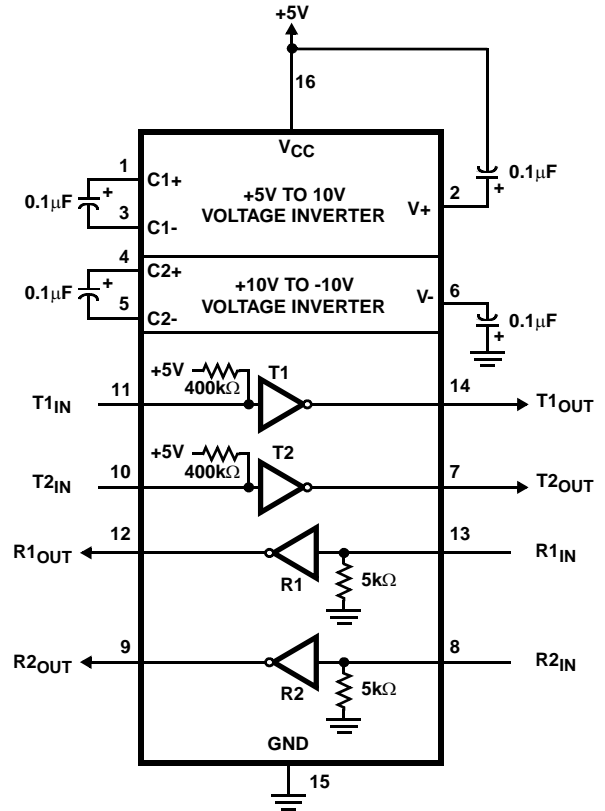 +5V
16
VCC
1
C1+
0.1µF
+
3
C1-
+5V TO 10V
VOLTAGE INVERTER
V+
2
0.1µF
+
4
C2+
0.1µF
+
5
C2-
+10V TO -10V
VOLTAGE INVERTER
V-
6
0.1µF
+
+5V
400kΩ
T1
T1IN
11
14
T1OUT
+5V
400kΩ
T2
T2IN
10
7
T2OUT
R1OUT
12
R1
5kΩ
13
R1IN
R2OUT
9
R2
5kΩ
8
R2IN
GND
15